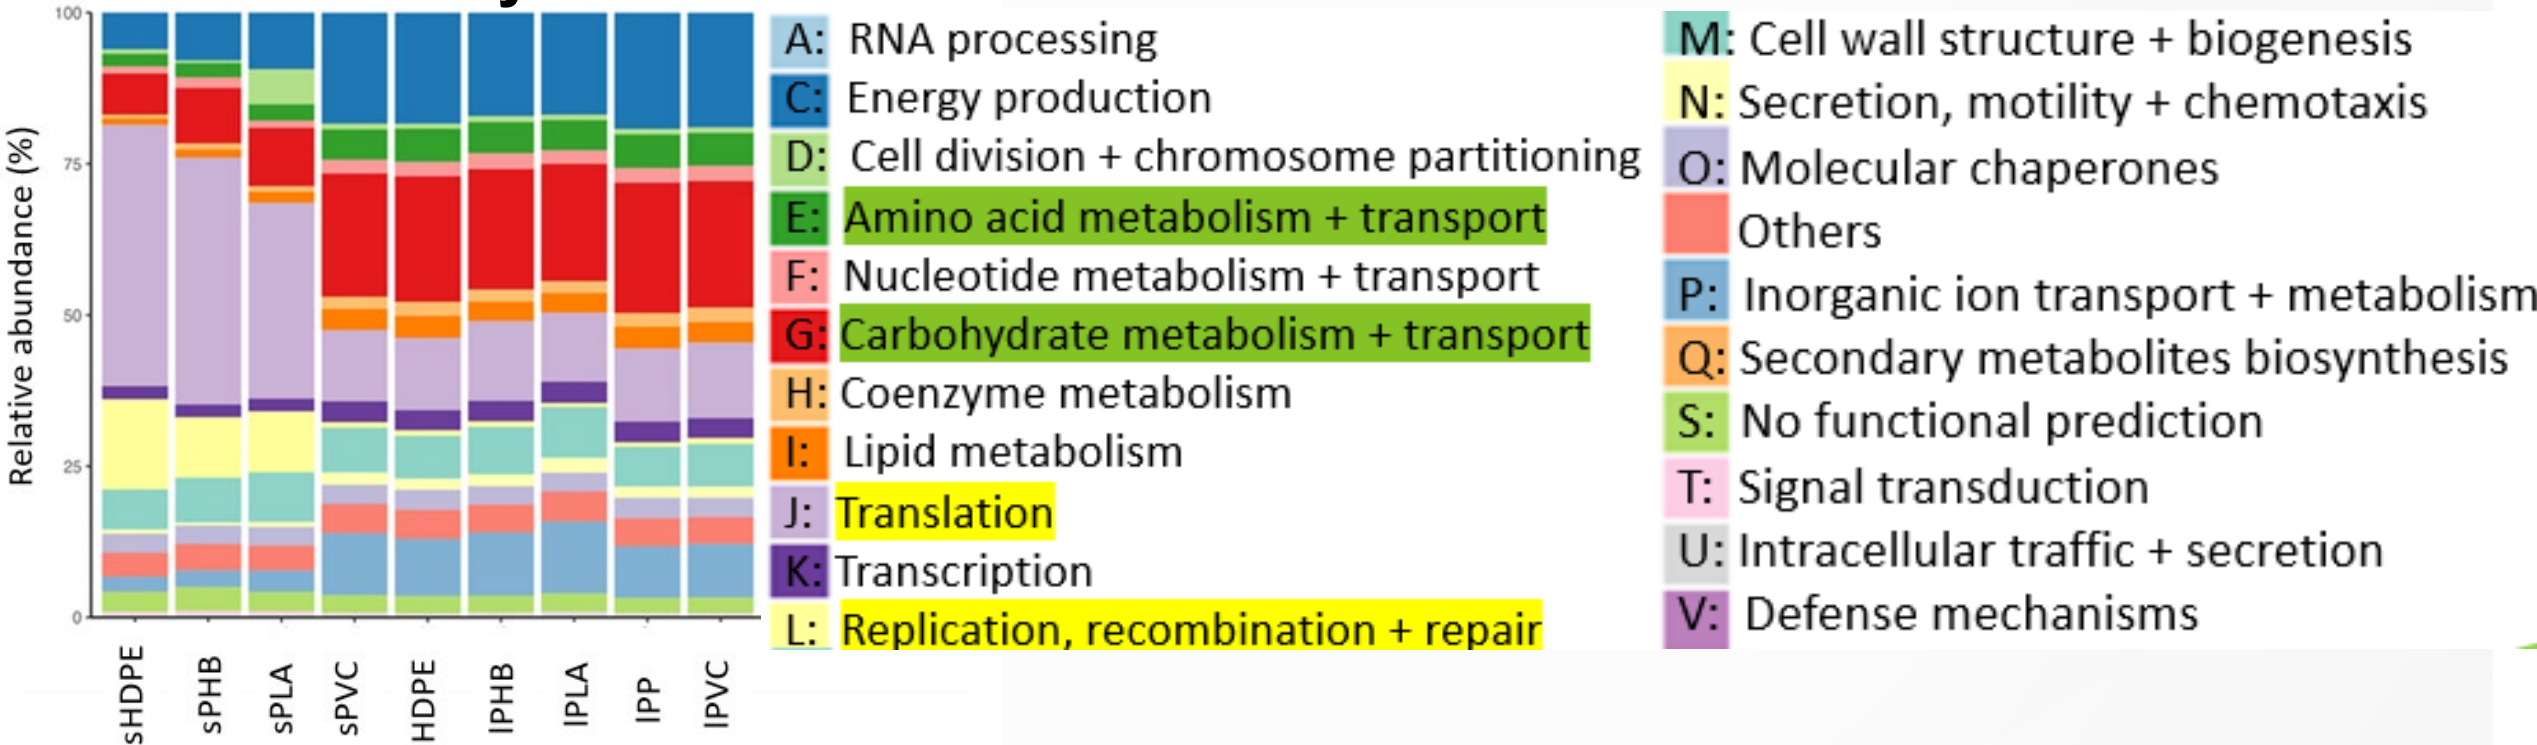 100
75
50
25
0
Relative abundance (%)
sHDPE
sPHB
sPLA
sPVC
HDPE
lPHB
lPLA
lPP
lPVC
A: RNA processing
C: Energy production
D: Cell division + chromosome partitioning
E: Amino acid metabolism + transport
F: Nucleotide metabolism + transport
G: Carbohydrate metabolism + transport
H: Coenzyme metabolism
I: Lipid metabolism
J: Translation
K: Transcription
L: Replication, recombination + repair
M: Cell wall structure + biogenesis
N: Secretion, motility + chemotaxis
O: Molecular chaperones
Others
P: Inorganic ion transport + metabolism
Q: Secondary metabolites biosynthesis
S: No functional prediction
T: Signal transduction
U: Intracellular traffic + secretion
V: Defense mechanisms